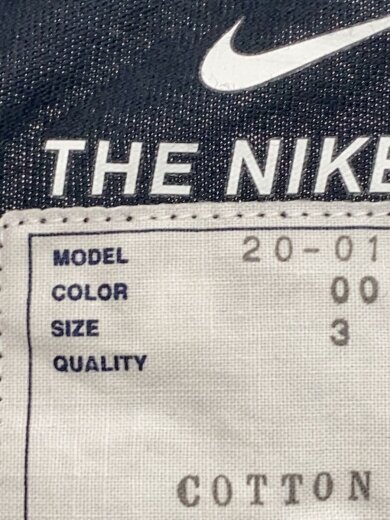 THE NIKE
MODEL 20-01
COLOR 00
SIZE 3
QUALITY
COTTON